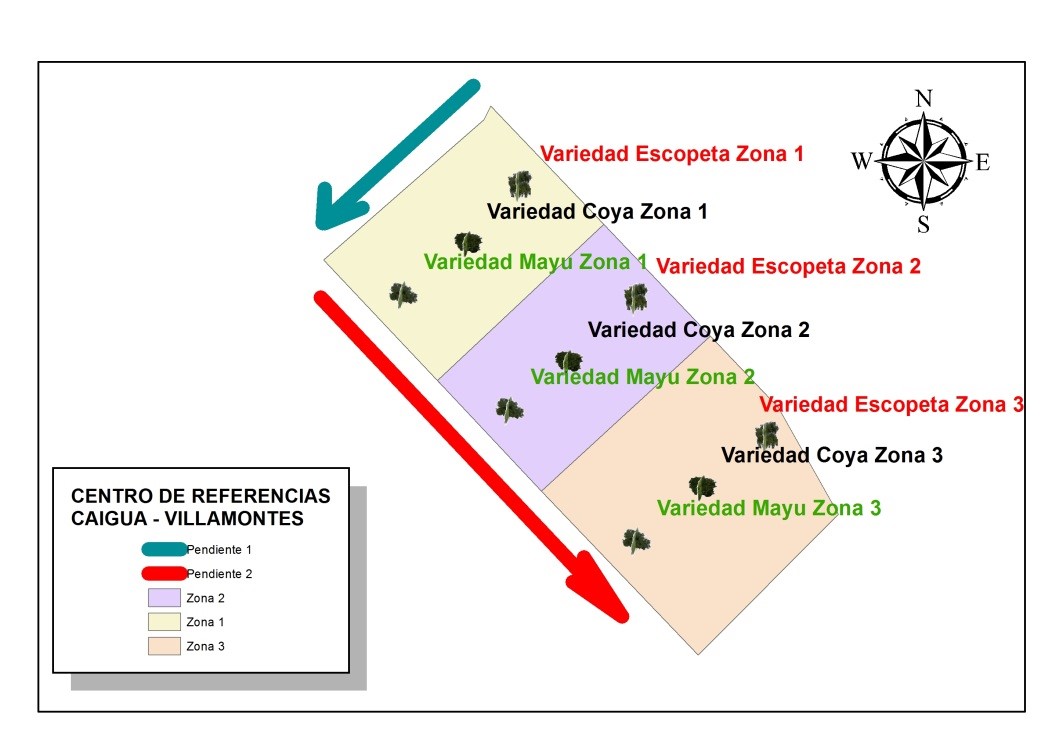 N
W E
S
Variedad Escopeta Zona 1
Variedad Coya Zona 1
Variedad Mayu Zona 1
Variedad Escopeta Zona 2
Variedad Coya Zona 2
Variedad Mayu Zona 2
Variedad Escopeta Zona 3
Variedad Coya Zona 3
Variedad Mayu Zona 3
CENTRO DE REFERENCIAS
CAIGUA - VILLAMONTES
Pendiente 1
Pendiente 2
Zona 2
Zona 1
Zona 3